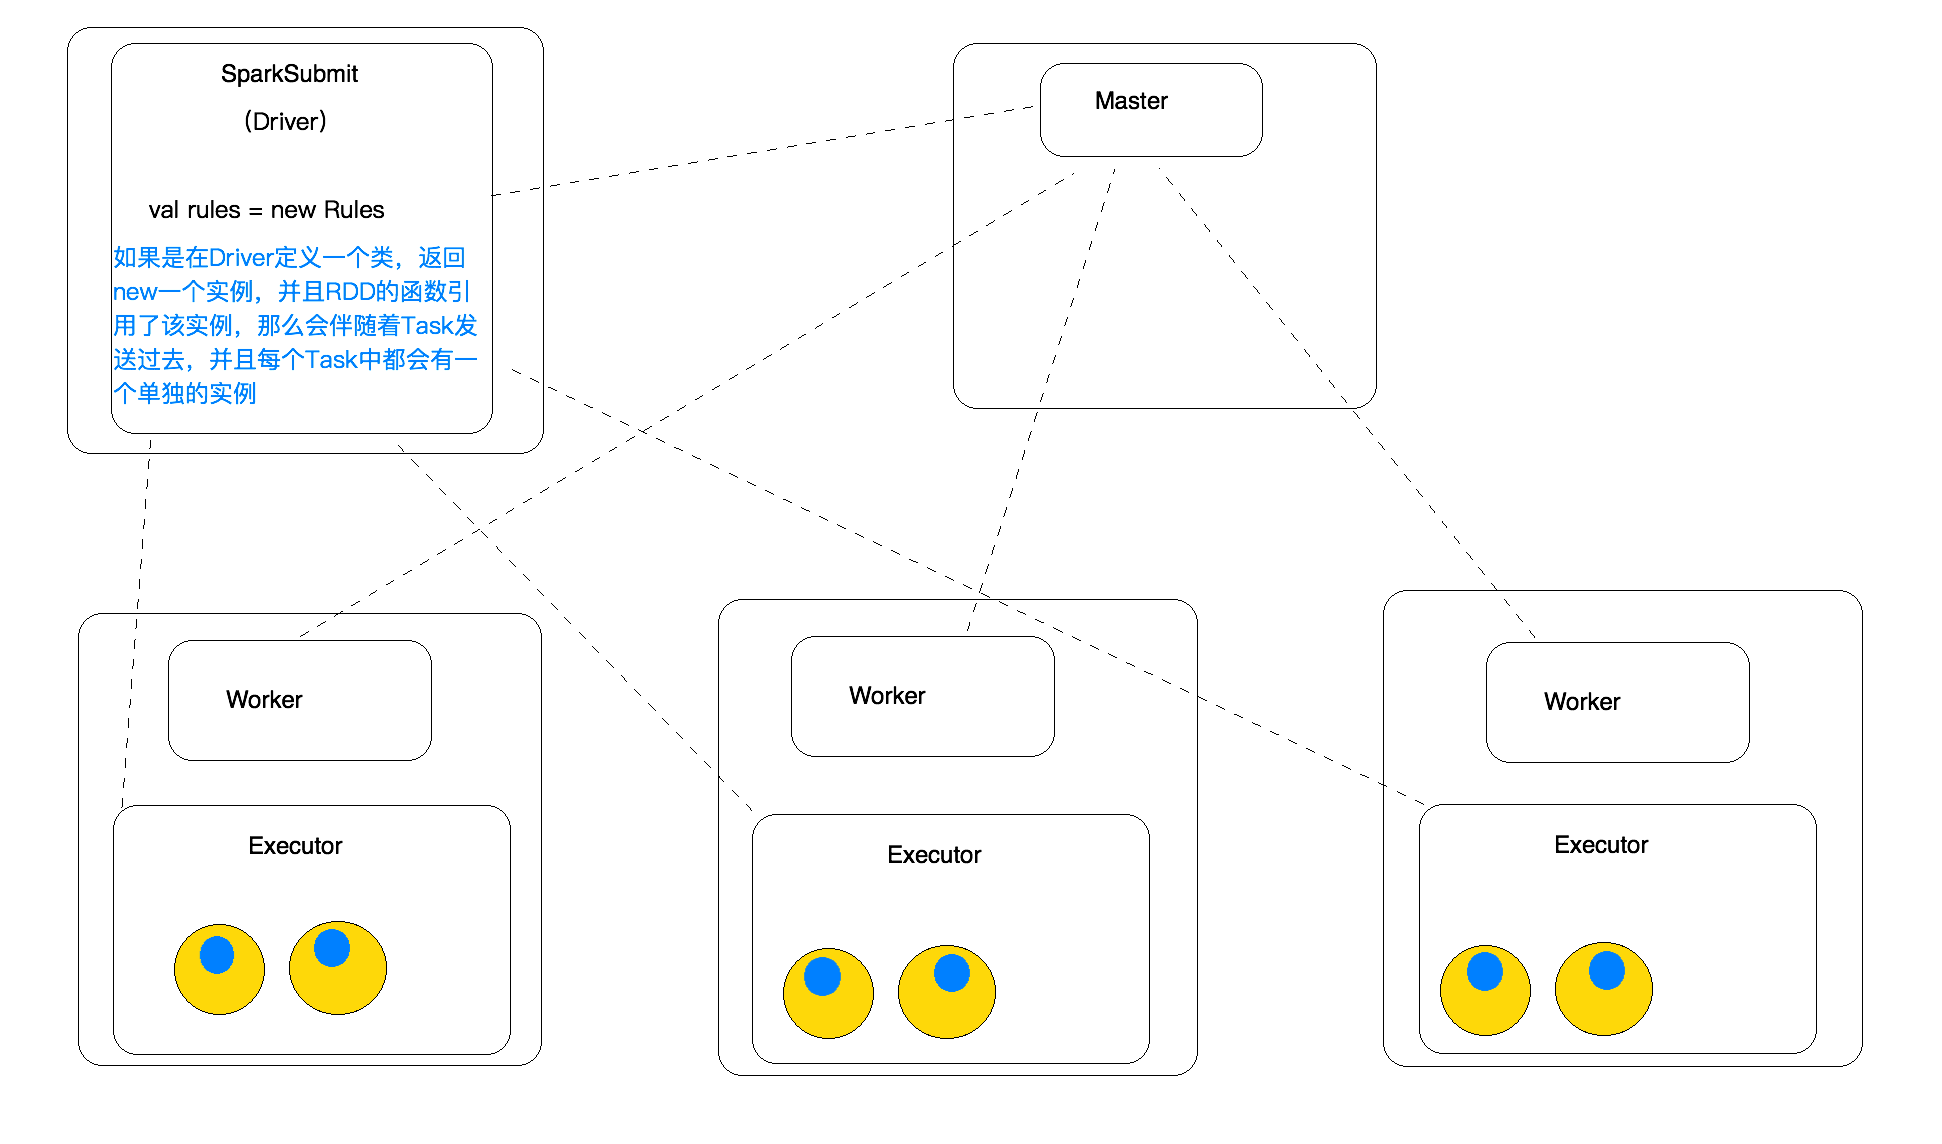 SparkSubmit
（Driver）
val rules = new Rules
如果是在Driver定义一个类，返回
new一个实例，并且RDD的函数引
用了该实例，那么会伴随着Task发
送过去，并且每个Task中都会有一
个单独的实例
Master
Worker
Worker
Worker
Executor
Executor
Executor